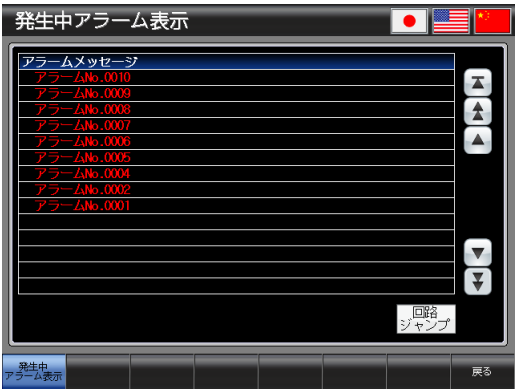 発生中アラーム表示
アラームメッセージ
アラームNo.0010
アラームNo.0009
アラームNo.0008
アラームNo.0007
アラームNo.0006
アラームNo.0005
アラームNo.0004
アラームNo.0002
アラームNo.0001
回路
ジャンプ
発生中
アラーム表示
戻る